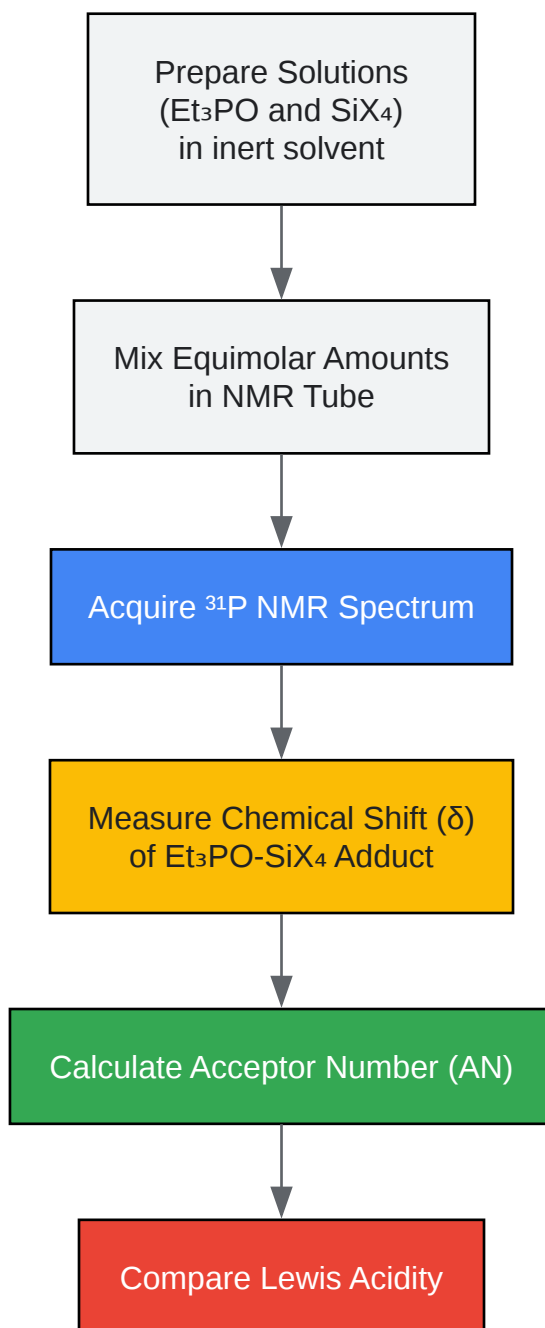 Prepare Solutions
(Et₃PO and SiX₄)
in inert solvent
Mix Equimolar Amounts
in NMR Tube
Acquire ³¹P NMR Spectrum
Measure Chemical Shift (δ)
of Et₃PO-SiX₄ Adduct
Calculate Acceptor Number (AN)
Compare Lewis Acidity